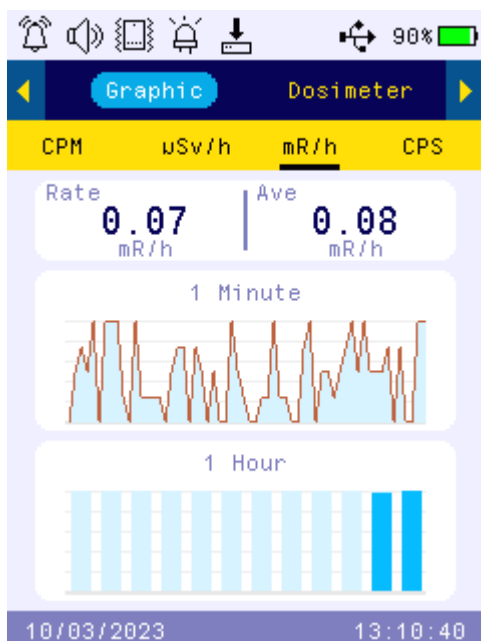 90%
Graphic Dosimeter
CPM µSv/h mR/h CPS
Rate Ave
0.07 0.08
mR/h mR/h
1 Minute
1 Hour
10/03/2023 13:10:40